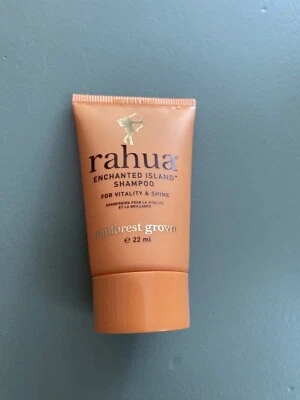 rahua
ENCHANTED ISLAND™
SHAMPOO
FOR VITALITY & SHINE
SHAMPOOING POUR LA VITALITÉ
ET LA BRILLANCE
rainforest grown
℮ 22 ml